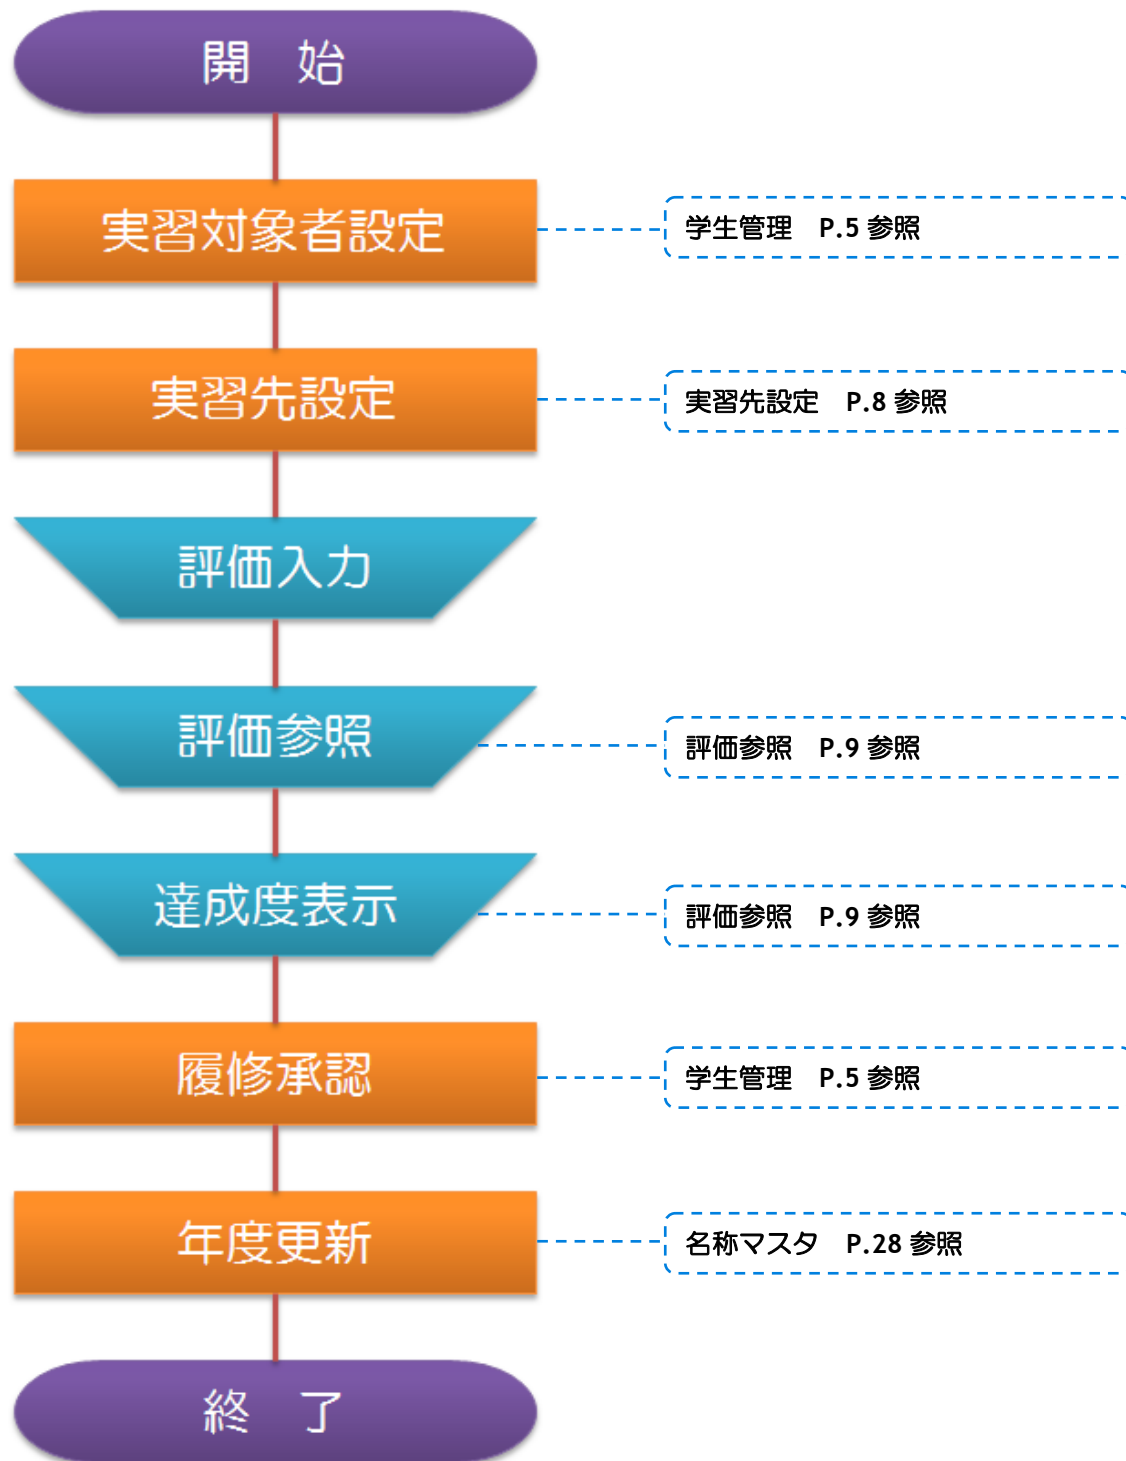 開　始
実習対象者設定
学生管理　P.5 参照
実習先設定
実習先設定　P.8 参照
評価入力
評価参照
評価参照　P.9 参照
達成度表示
評価参照　P.9 参照
履修承認
学生管理　P.5 参照
年度更新
名称マスタ　P.28 参照
終　了